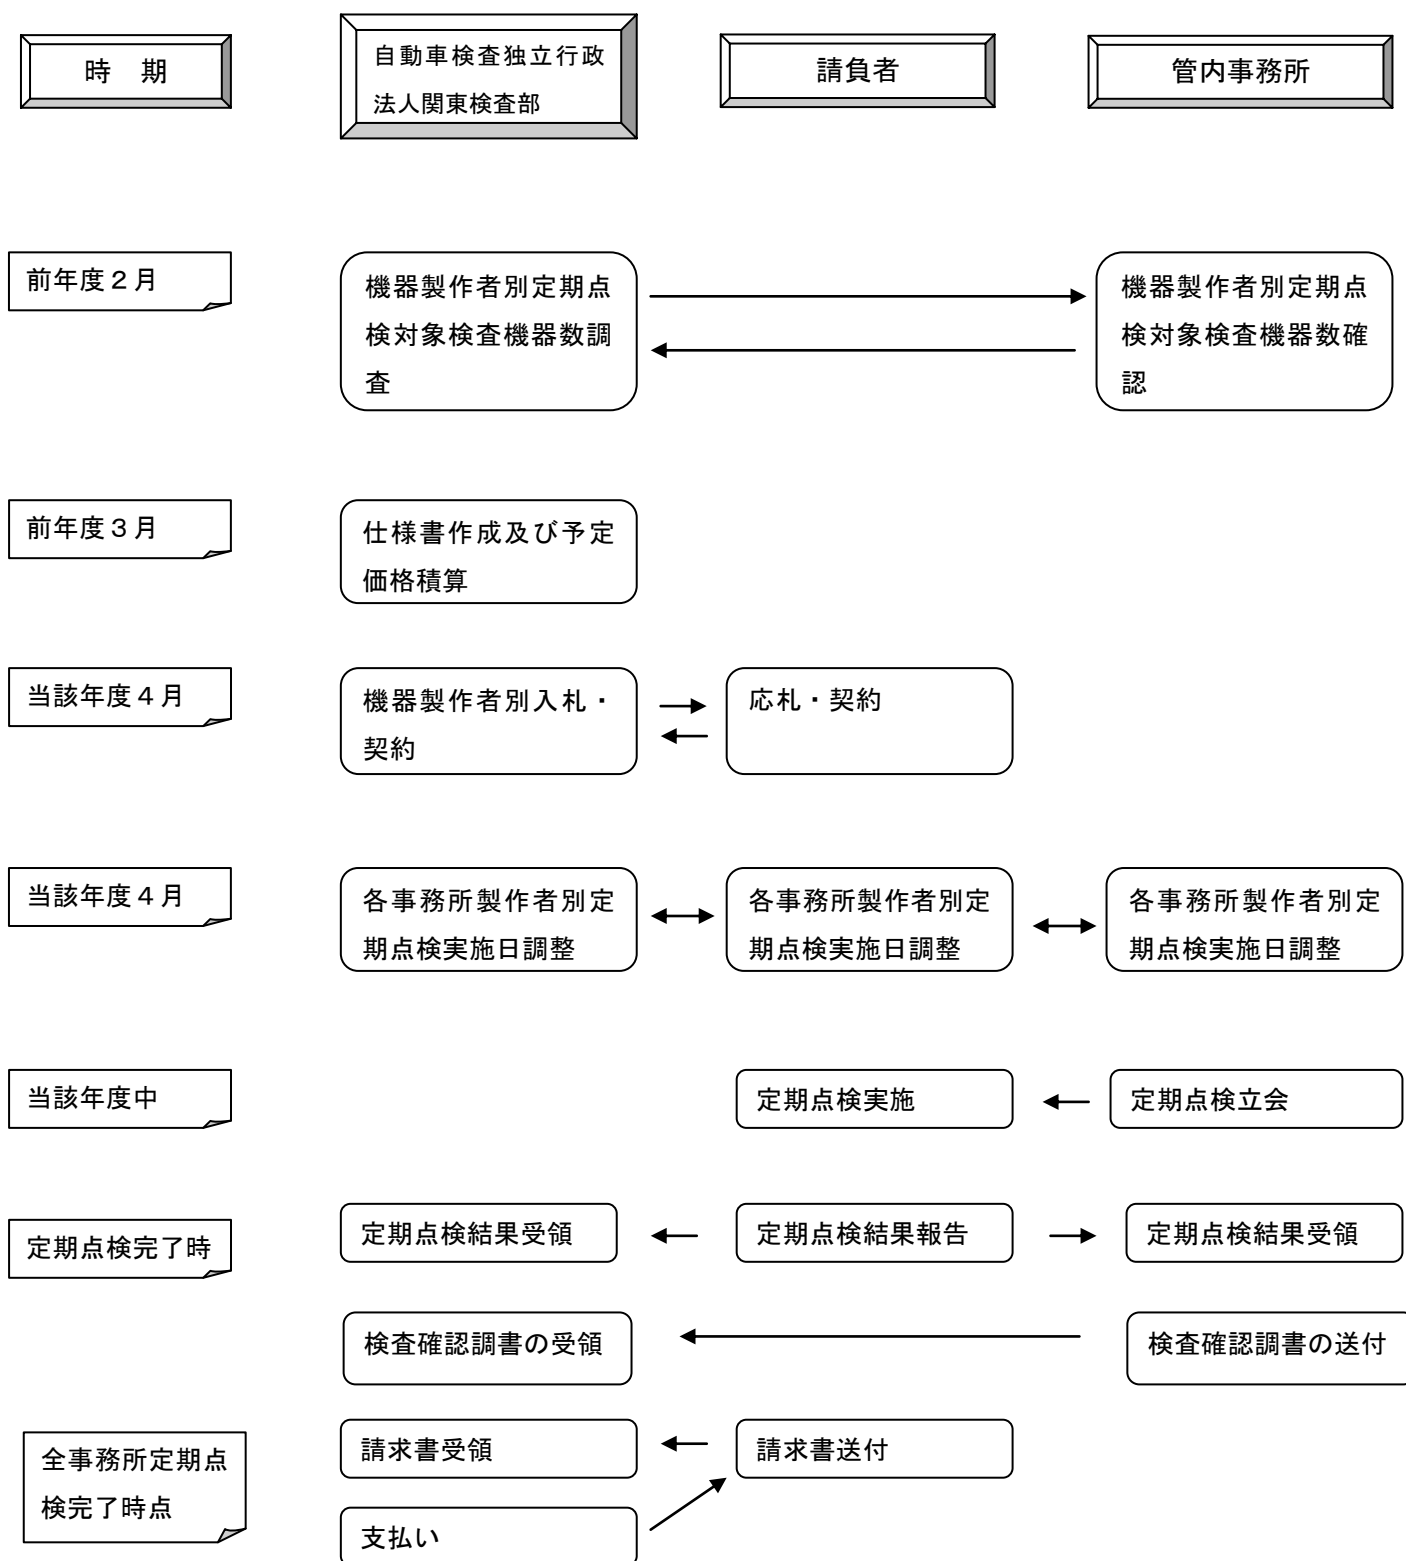 時　期
自動車検査独立行政
法人関東検査部
請負者
管内事務所
前年度２月
機器製作者別定期点
検対象検査機器数調
査
機器製作者別定期点
検対象検査機器数確
認
前年度３月
仕様書作成及び予定
価格積算
当該年度４月
機器製作者別入札・
契約
応札・契約
当該年度４月
各事務所製作者別定
期点検実施日調整
各事務所製作者別定
期点検実施日調整
各事務所製作者別定
期点検実施日調整
当該年度中
定期点検実施
定期点検立会
定期点検完了時
定期点検結果受領
定期点検結果報告
定期点検結果受領
検査確認調書の受領
検査確認調書の送付
全事務所定期点
検完了時点
請求書受領
請求書送付
支払い